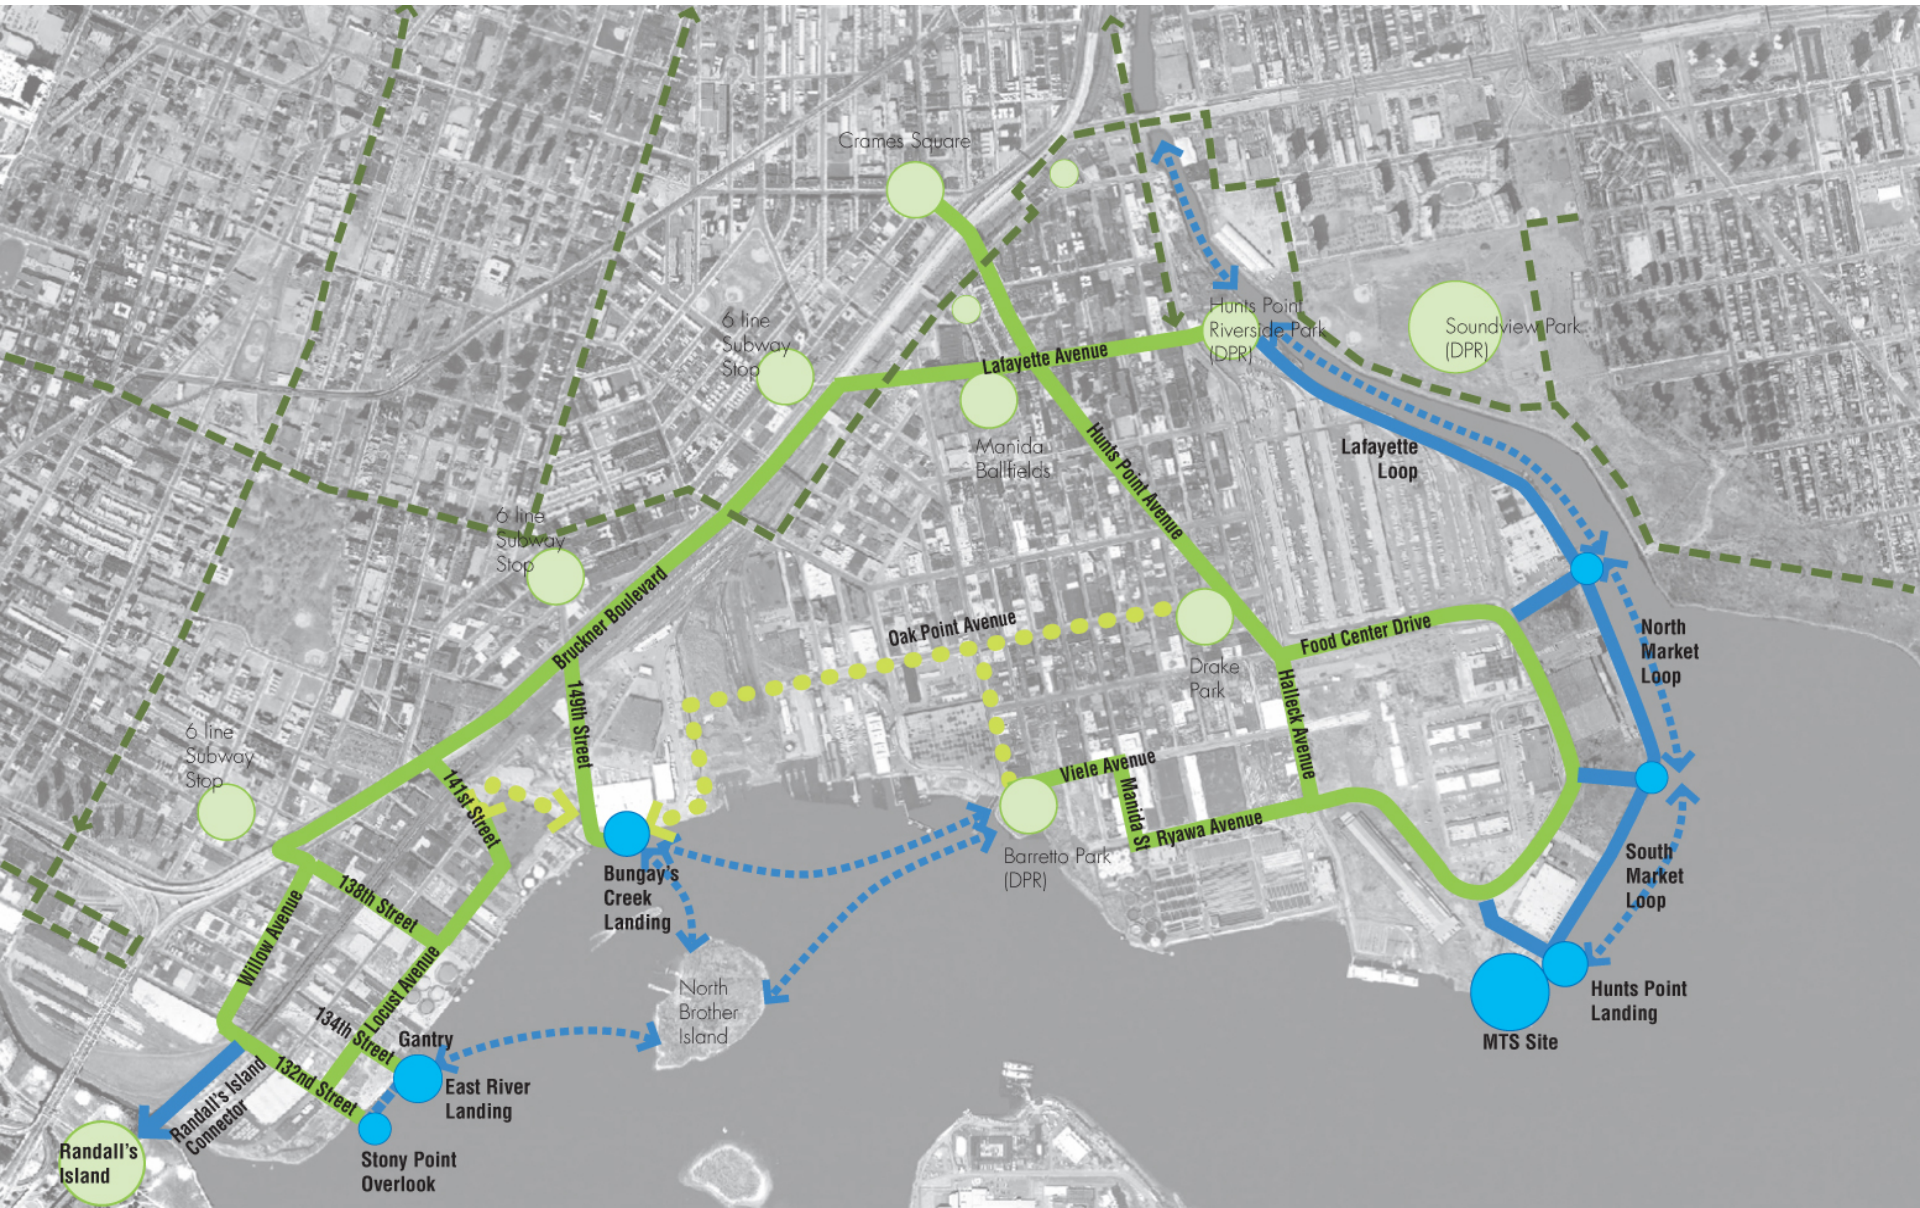 Crames Square
6 line
Subway
Stop
Hunts Point
Riverside Park
(DPR)
Soundview Park
(DPR)
Lafayette Avenue
Manida
Ballfields
Hunts Point Avenue
Lafayette
Loop
6 line
Subway
Stop
Bruckner Boulevard
Oak Point Avenue
Food Center Drive
North
Market
Loop
Drake
Park
149th Street
Halleck Avenue
6 line
Subway
Stop
141st Street
Viele Avenue
Manida St
Ryawa Avenue
Barretto Park
(DPR)
South
Market
Loop
138th Street
Bungay's
Creek
Landing
Willow Avenue
Locust Avenue
North
Brother
Island
Hunts Point
Landing
MTS Site
134th Street
Gantry
East River
Landing
132nd Street
Randall's Island
Connector
Randall's
Island
Stony Point
Overlook